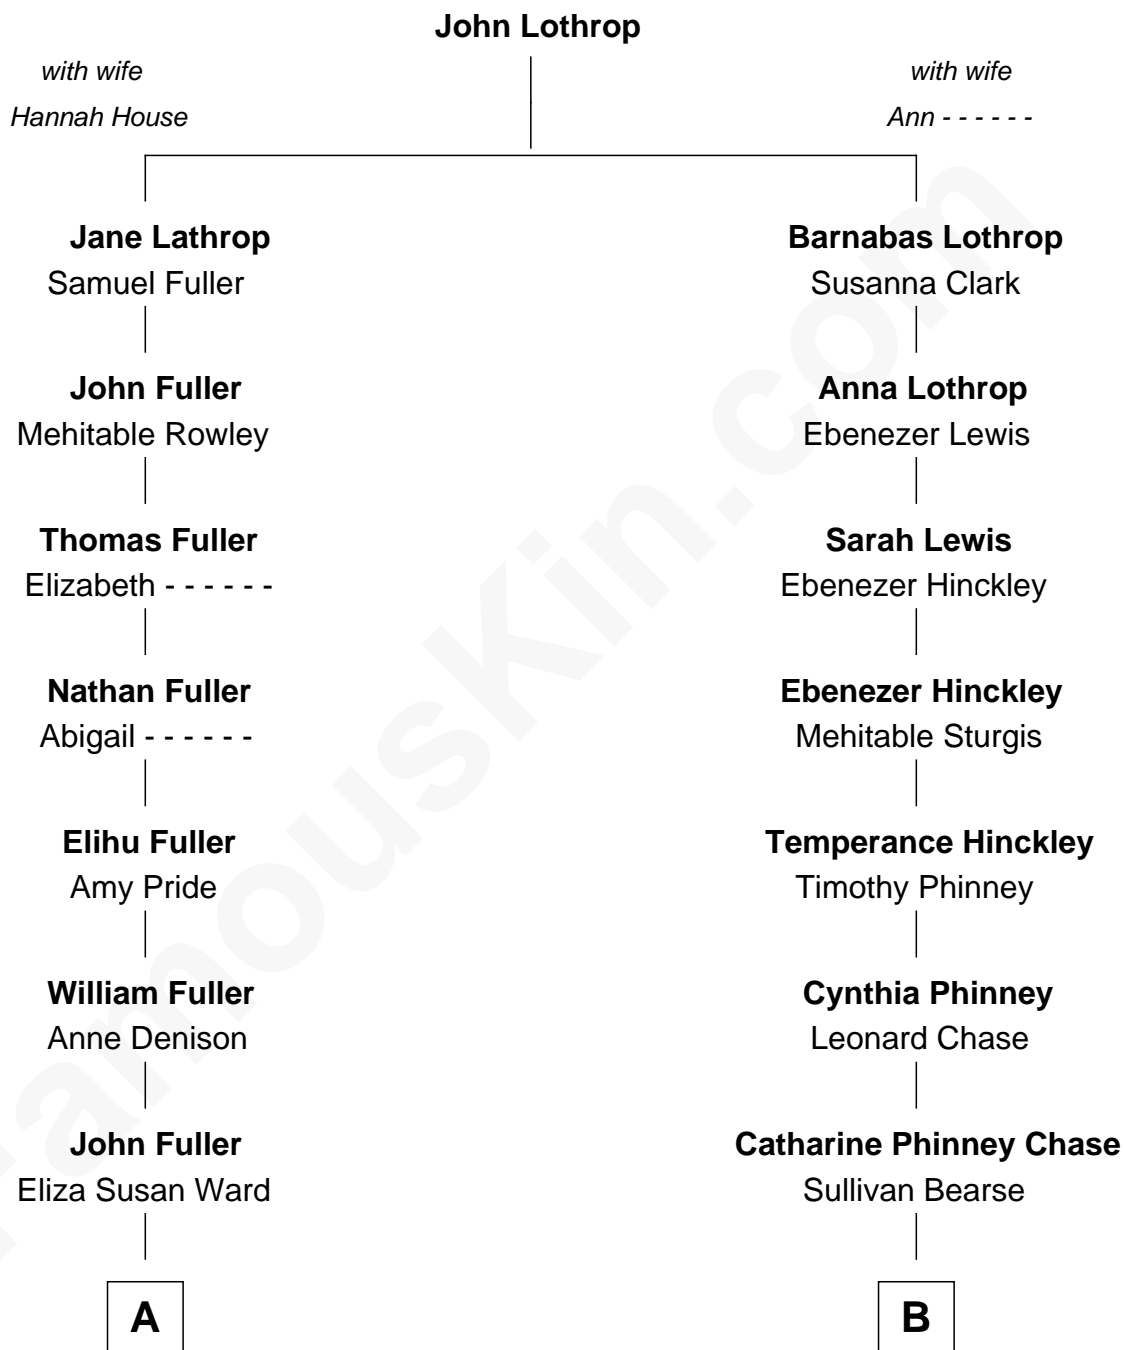 John Lothrop
with wife
Hannah House
with wife
Ann - - - - - -
Jane Lathrop
Samuel Fuller
Barnabas Lothrop
Susanna Clark
John Fuller
Mehitable Rowley
Anna Lothrop
Ebenezer Lewis
Thomas Fuller
Elizabeth - - - - - -
Sarah Lewis
Ebenezer Hinckley
Nathan Fuller
Abigail - - - - - -
Ebenezer Hinckley
Mehitable Sturgis
Elihu Fuller
Amy Pride
Temperance Hinckley
Timothy Phinney
William Fuller
Anne Denison
Cynthia Phinney
Leonard Chase
John Fuller
Eliza Susan Ward
Catharine Phinney Chase
Sullivan Bearse
A
B
FamousKin.com